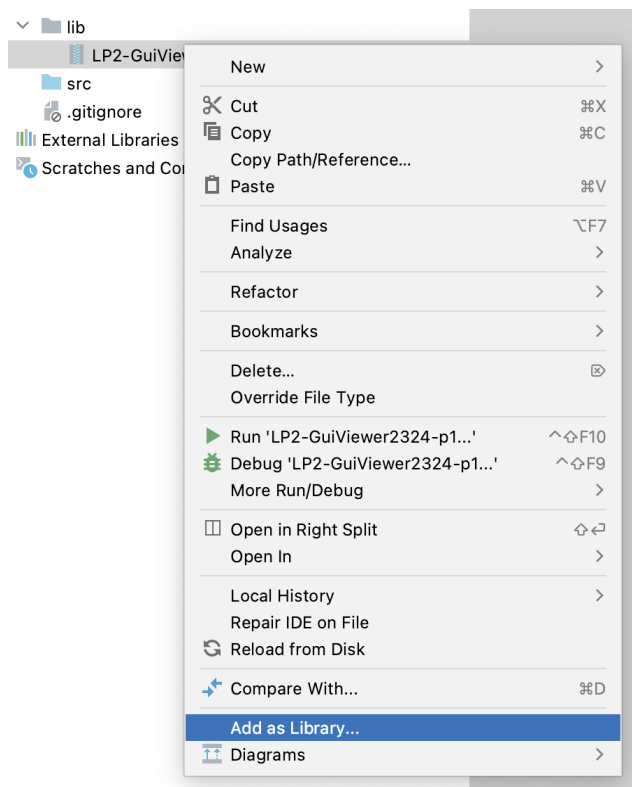 lib
LP2-GuiView
src
.gitignore
External Libraries
Scratches and Co
New
Cut ⌘X
Copy ⌘C
Copy Path/Reference...
Paste ⌘V
Find Usages ⌥F7
Analyze
Refactor
Bookmarks
Delete... ⌦
Override File Type
Run 'LP2-GuiViewer2324-p1...' ^⇧F10
Debug 'LP2-GuiViewer2324-p1...' ^⇧F9
More Run/Debug
Open in Right Split ⇧↩
Open In
Local History
Repair IDE on File
Reload from Disk
Compare With... ⌘D
Add as Library...
Diagrams